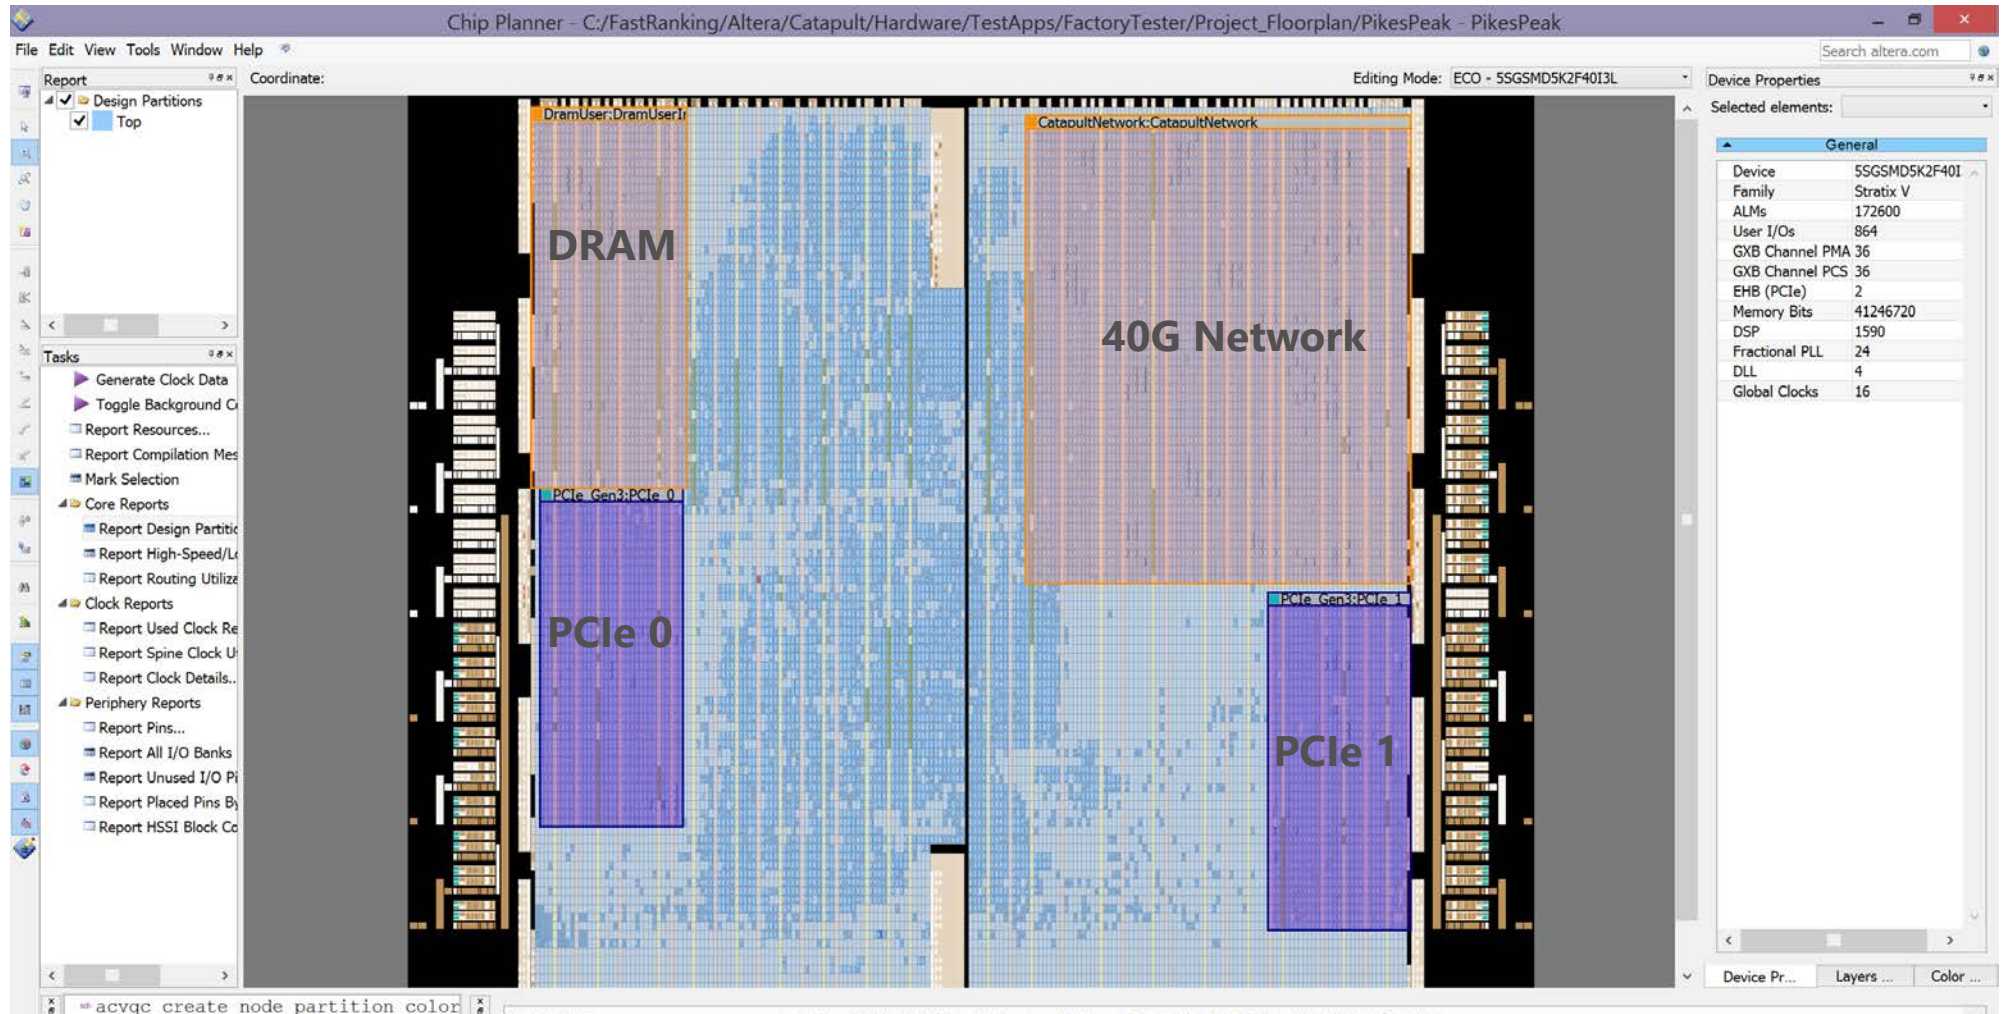 Chip Planner - C:/FastRanking/Altera/Catapult/Hardware/TestApps/FactoryTester/Project_Floorplan/PikesPeak - PikesPeak
File Edit View Tools Window Help
Search altera.com
Report
Coordinate:
Editing Mode: ECO - 5SGSMD5K2F40I3L
Device Properties
Design Partitions
Top
Selected elements:
General
Device 5SGSMD5K2F40I
Family Stratix V
ALMs 172600
User I/Os 864
GXB Channel PMA 36
GXB Channel PCS 36
EHB (PCIe) 2
Memory Bits 41246720
DSP 1590
Fractional PLL 24
DLL 4
Global Clocks 16
DramUser:DramUserIr
CatapultNetwork:CatapultNetwork
DRAM
40G Network
PCIe_Gen3:PCIe_0
PCIe 0
PCIe_Gen3:PCIe_1
PCIe 1
Tasks
Generate Clock Data
Toggle Background C
Report Resources...
Report Compilation Mes
Mark Selection
Core Reports
Report Design Partitic
Report High-Speed/L
Report Routing Utiliza
Clock Reports
Report Used Clock Re
Report Spine Clock U
Report Clock Details..
Periphery Reports
Report Pins...
Report All I/O Banks
Report Unused I/O Pi
Report Placed Pins By
Report HSSI Block Co
Device Pr... Layers ... Color ...
acvgc_create_node_partition_color